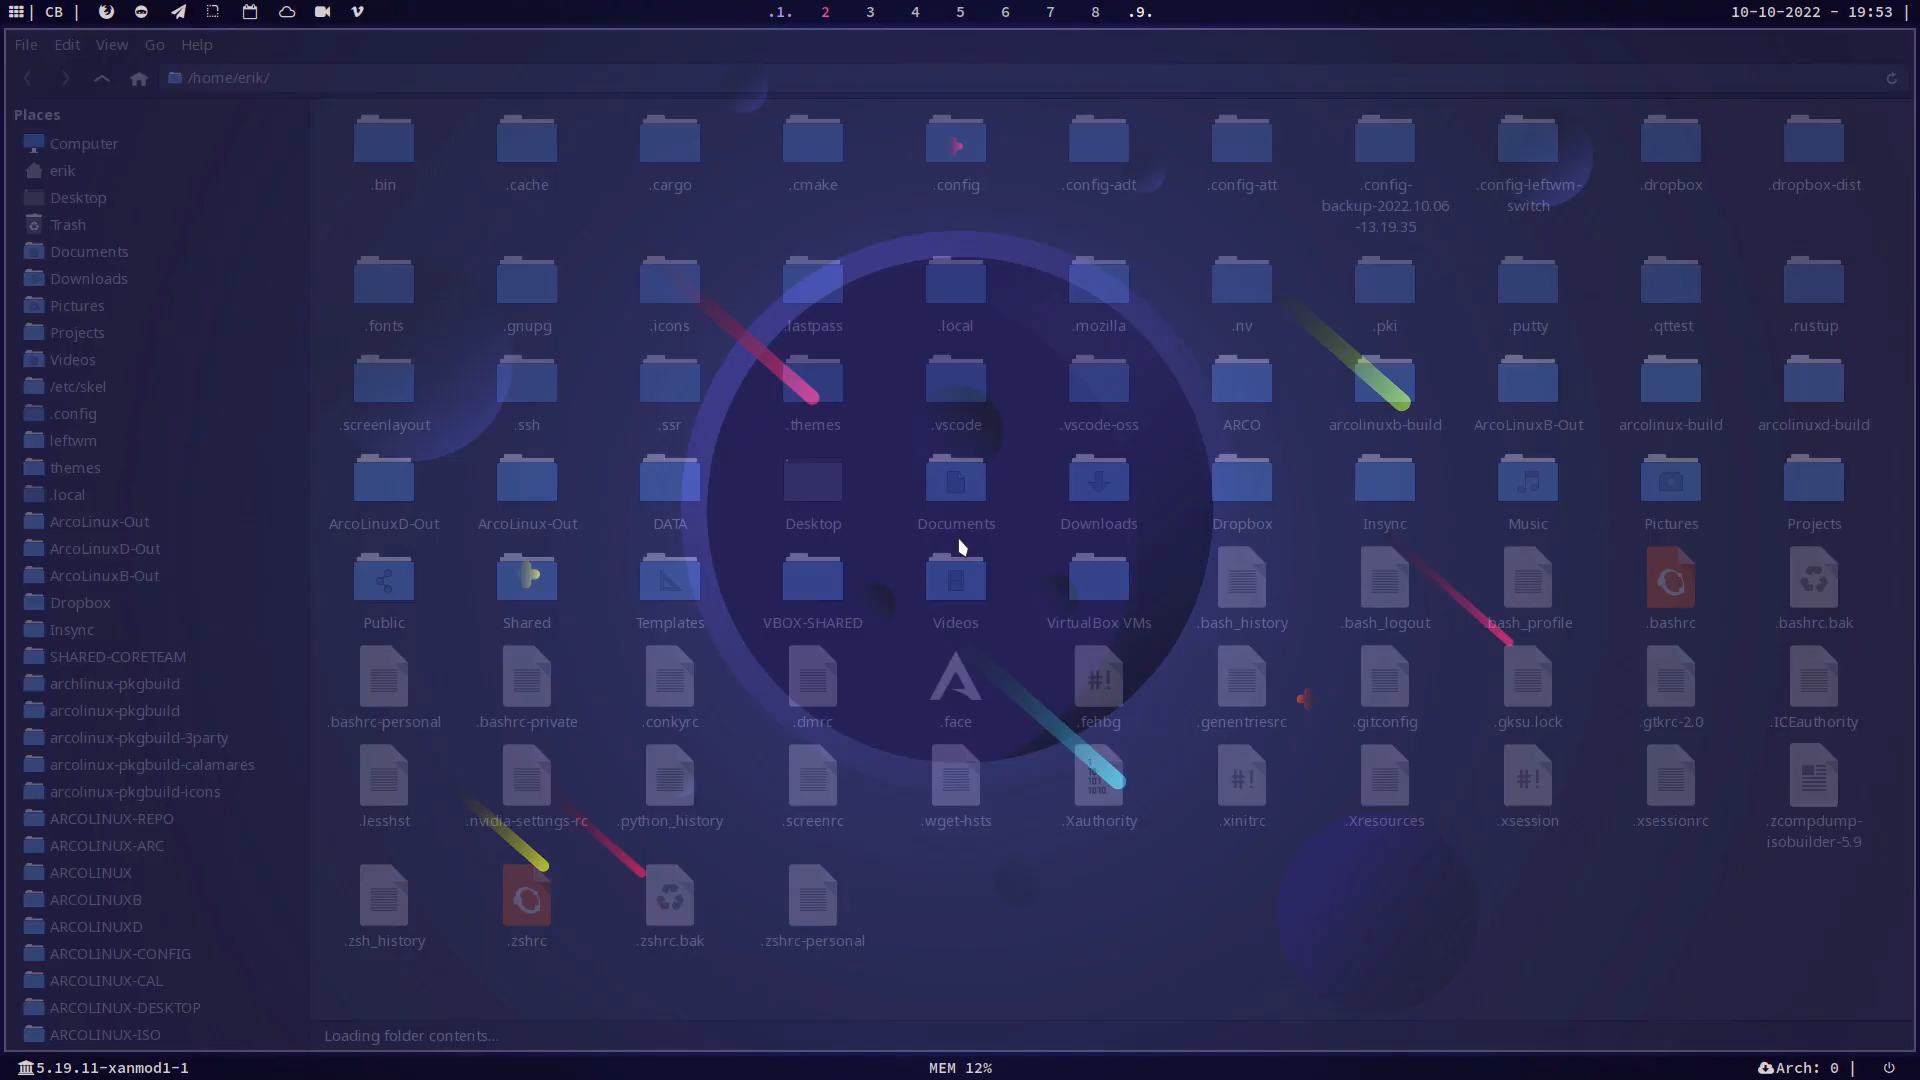 | CB |
.1. 2 3 4 5 6 7 8 .9.
10-10-2022 - 19:53 |
File Edit View Go Help
/home/erik/
Places
Computer
erik
Desktop
Trash
Documents
Downloads
Pictures
Projects
Videos
/etc/skel
.config
leftwm
themes
.local
ArcoLinux-Out
ArcoLinuxD-Out
ArcoLinuxB-Out
Dropbox
Insync
SHARED-CORETEAM
archlinux-pkgbuild
arcolinux-pkgbuild
arcolinux-pkgbuild-3party
arcolinux-pkgbuild-calamares
arcolinux-pkgbuild-icons
ARCOLINUX-REPO
ARCOLINUX-ARC
ARCOLINUX
ARCOLINUXB
ARCOLINUXD
ARCOLINUX-CONFIG
ARCOLINUX-CAL
ARCOLINUX-DESKTOP
ARCOLINUX-ISO
.bin .cache .cargo .cmake .config .config-adt .config-att .config- .config-leftwm- .dropbox .dropbox-dist
backup-2022.10.06 switch
-13.19.35
.fonts .gnupg .icons .lastpass .local .mozilla .nv .pki .putty .qttest .rustup
.screenlayout .ssh .ssr .themes .vscode .vscode-oss ARCO arcolinuxb-build ArcoLinuxB-Out arcolinux-build arcolinuxd-build
ArcoLinuxD-Out ArcoLinux-Out DATA Desktop Documents Downloads Dropbox Insync Music Pictures Projects
Public Shared Templates VBOX-SHARED Videos VirtualBox VMs .bash_history .bash_logout .bash_profile .bashrc .bashrc.bak
#!
.bashrc-personal .bashrc-private .conkyrc .dmrc .face .fehbg .genentriesrc .gitconfig .gksu.lock .gtkrc-2.0 .ICEauthority
1
10
101
1010
#! #!
.lesshst .nvidia-settings-rc .python_history .screenrc .wget-hsts .Xauthority .xinitrc .Xresources .xsession .xsessionrc .zcompdump-
isobuilder-5.9
.zsh_history .zshrc .zshrc.bak .zshrc-personal
Loading folder contents...
5.19.11-xanmod1-1
MEM 12%
Arch: 0 |